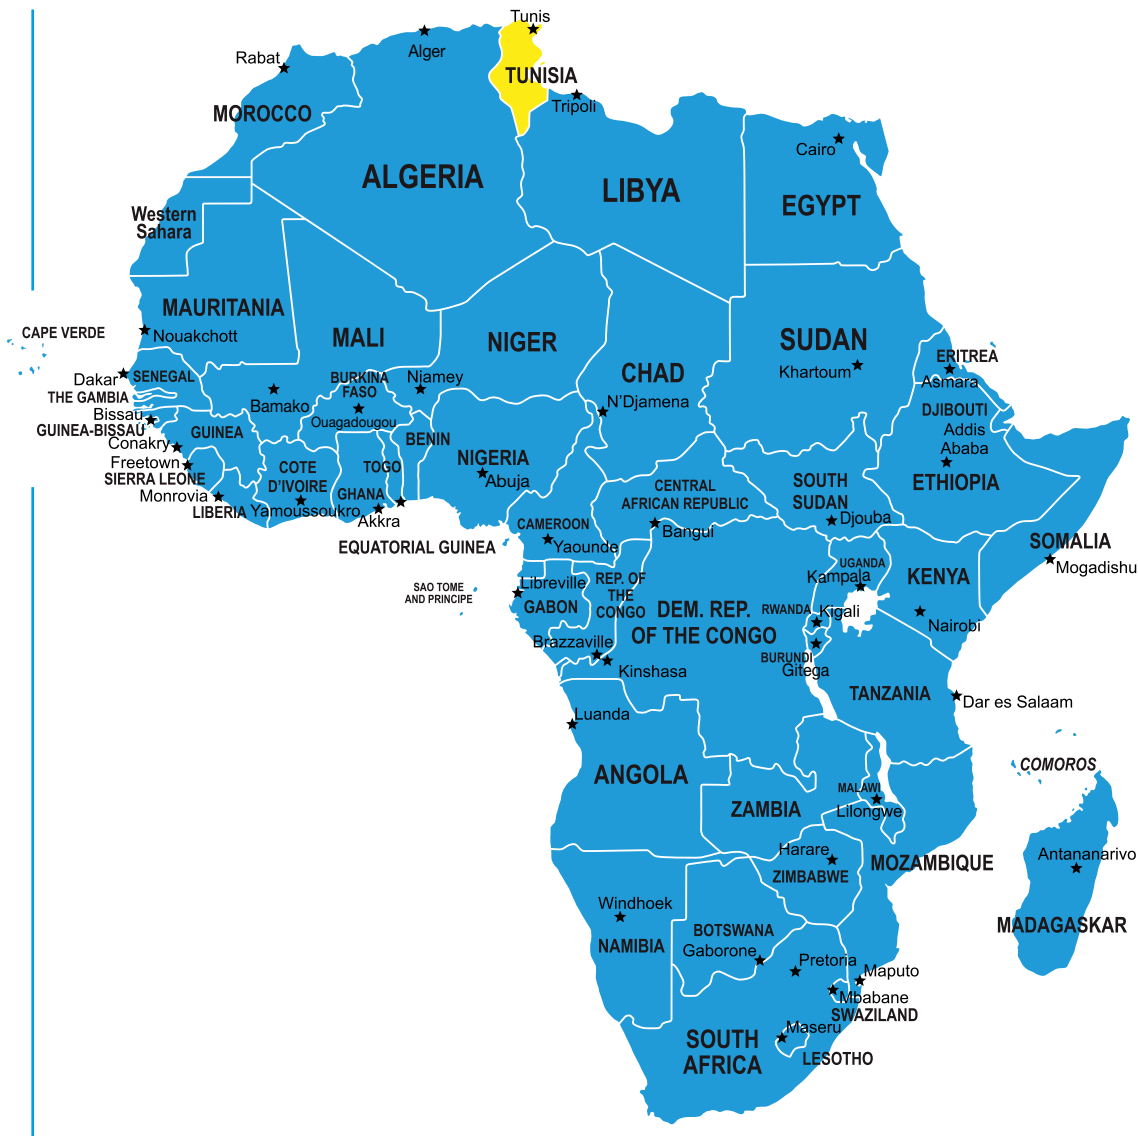 Tunis
Rabat
Alger
TUNISIA
Tripoli
MOROCCO
Cairo
ALGERIA
LIBYA
EGYPT
Western
Sahara
MAURITANIA
Nouakchott
CAPE VERDE
MALI
NIGER
SUDAN
Khartoum
CHAD
N'Djamena
ERITREA
Asmara
Dakar
SENEGAL
THE GAMBIA
Bissau
GUINEA-BISSAU
Conakry
Freetown
SIERRA LEONE
Monrovia
LIBERIA
GUINEA
Bamako
BURKINA
FASO
Ouagadougou
Niamey
BENIN
TOGO
COTE
D'IVOIRE
Yamoussoukro
GHANA
Akkra
NIGERIA
Abuja
DJIBOUTI
Addis
Ababa
ETHIOPIA
SOUTH
SUDAN
Djouba
CENTRAL
AFRICAN REPUBLIC
Bangui
CAMEROON
Yaounde
EQUATORIAL GUINEA
SAO TOME
AND PRINCIPE
Libreville
GABON
REP. OF
THE
CONGO
Brazzaville
Kinshasa
DEM. REP.
OF THE CONGO
UGANDA
Kampala
RWANDA
Kigali
BURUNDI
Gitega
KENYA
Nairobi
SOMALIA
Mogadishu
TANZANIA
Dar es Salaam
Luanda
ANGOLA
ZAMBIA
MALAWI
Lilongwe
COMOROS
Harare
ZIMBABWE
MOZAMBIQUE
Antananarivo
MADAGASKAR
Windhoek
NAMIBIA
BOTSWANA
Gaborone
Pretoria
Maputo
Mbabane
SWAZILAND
Maseru
LESOTHO
SOUTH
AFRICA